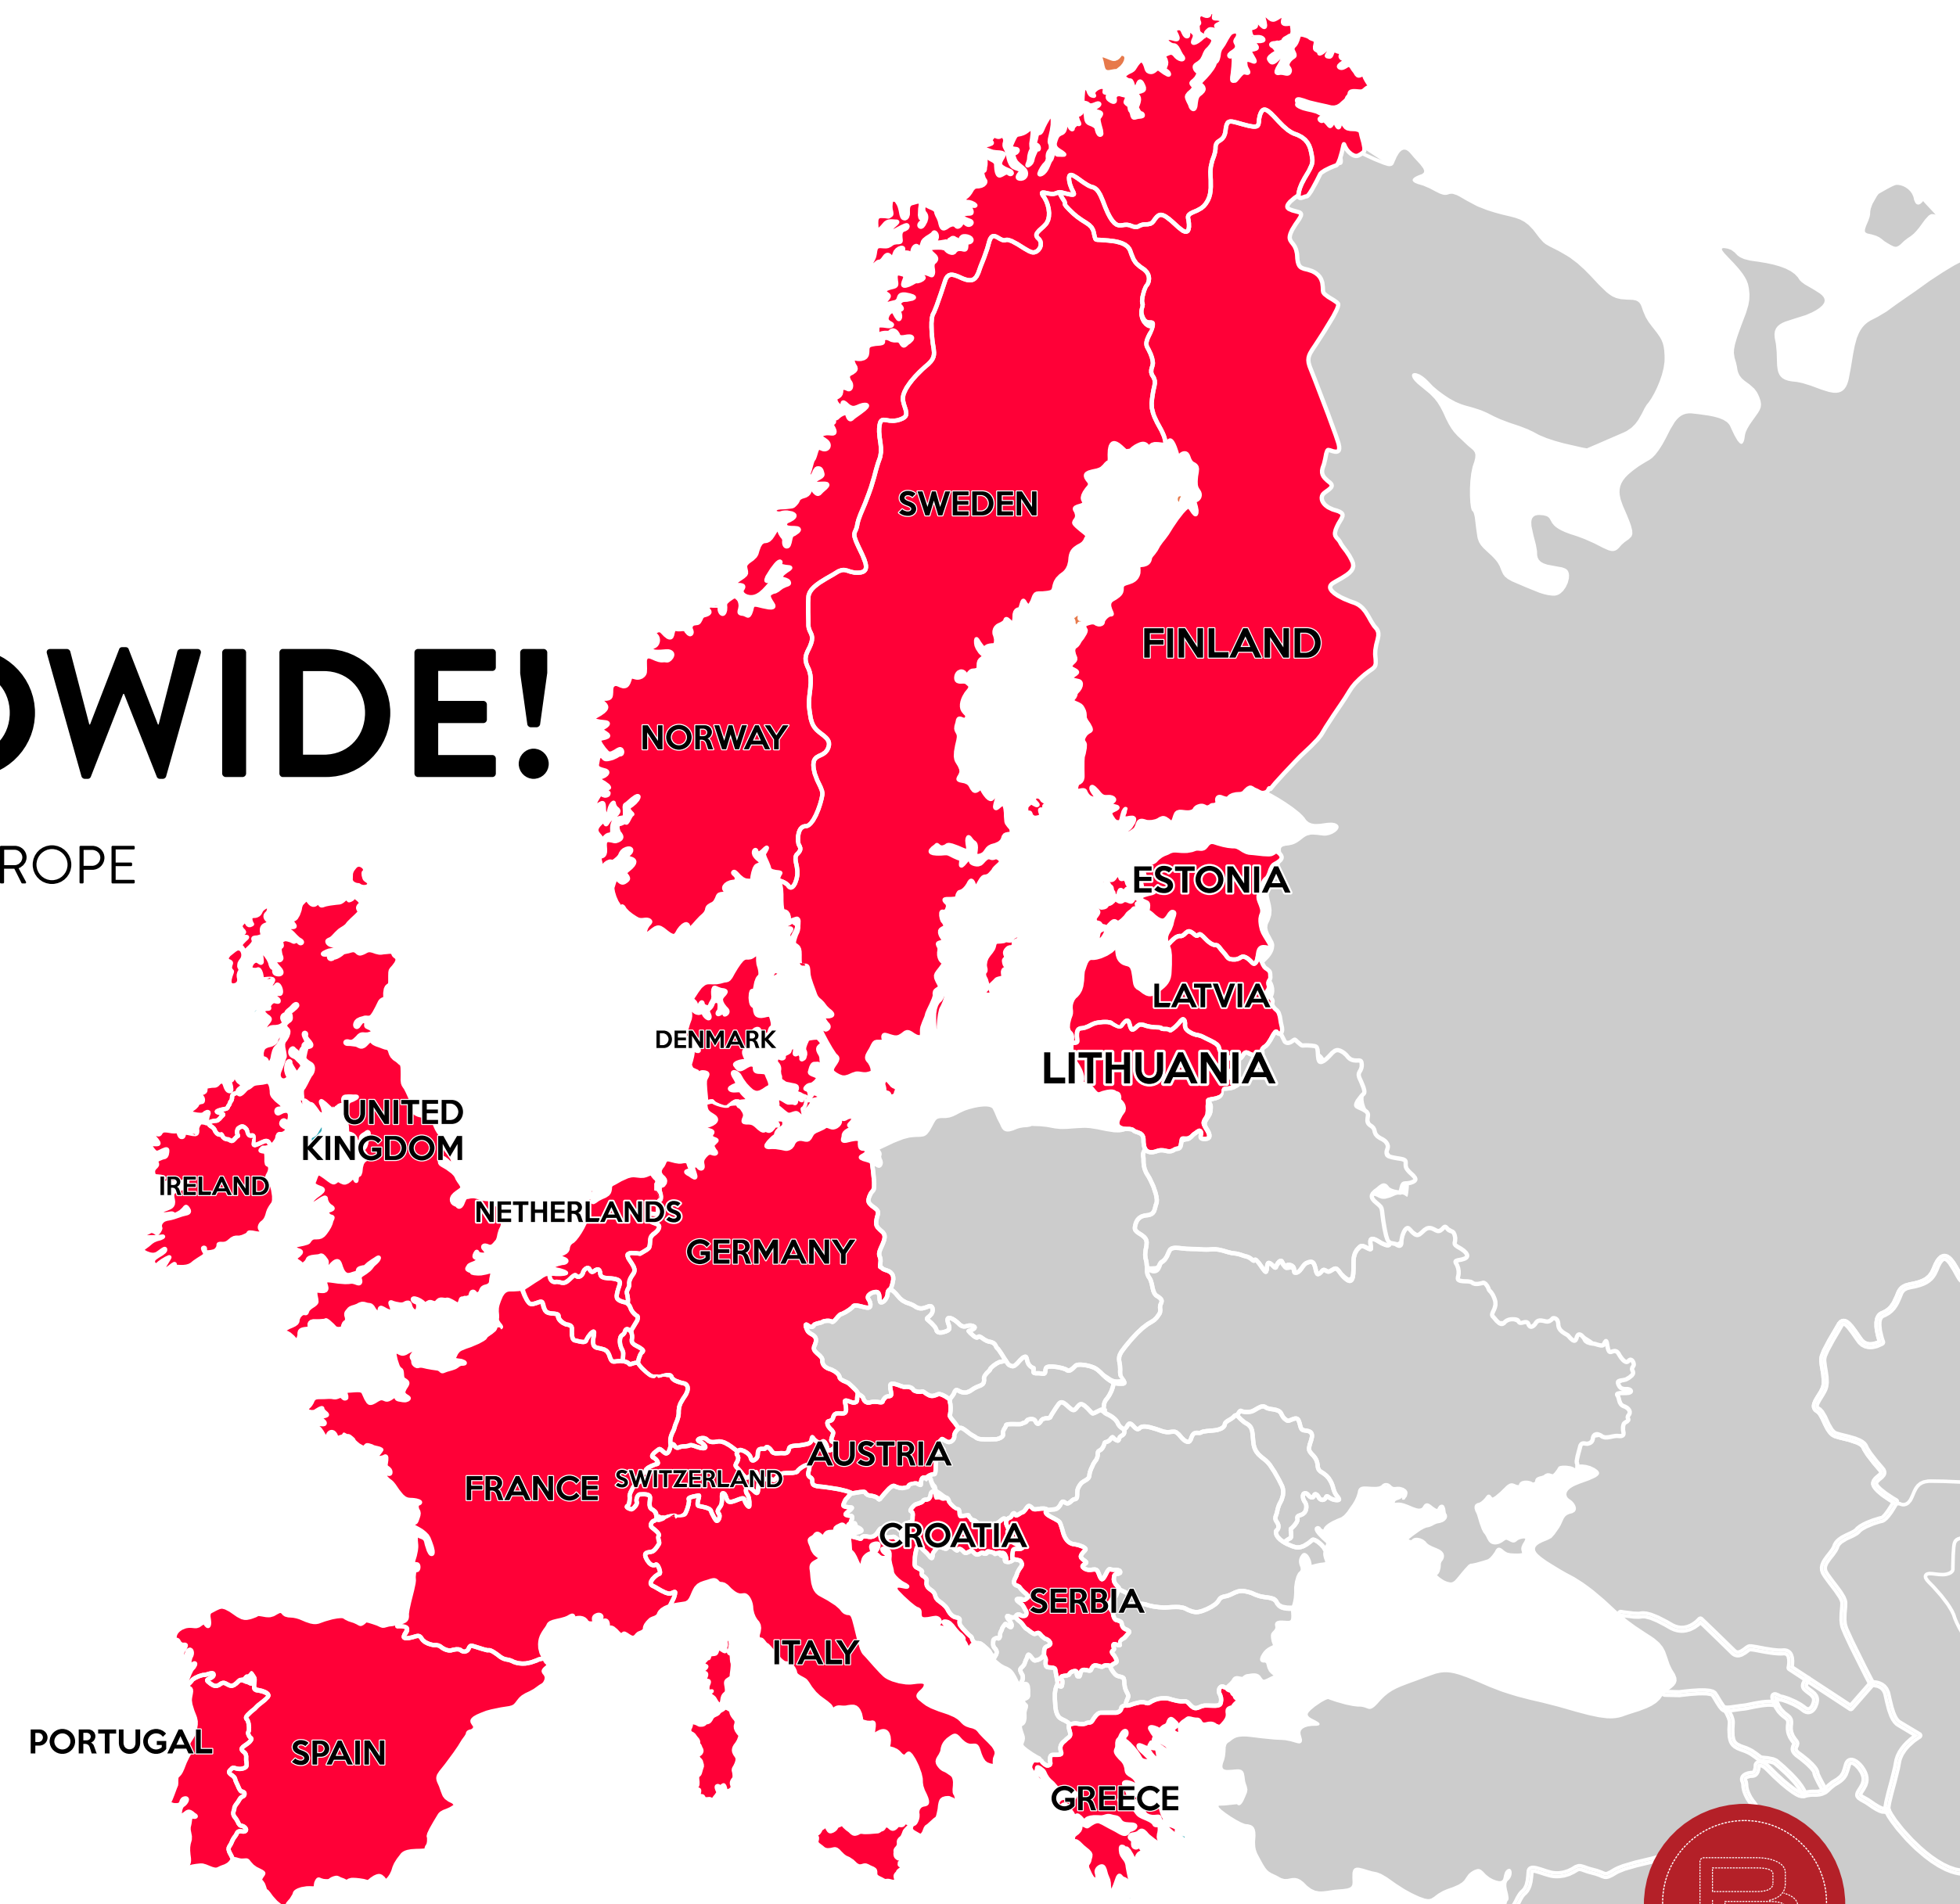 SWEDEN
FINLAND
DWIDE!
NORWAY
ROPE
ESTONIA
LATVIA
DENMARK
LITHUANIA
UNITED
KINGDOM
IRELAND
NETHERLANDS
GERMANY
AUSTRIA
SWITZERLAND
FRANCE
CROATIA
SERBIA
ITALY
PORTUGAL
SPAIN
GREECE
B